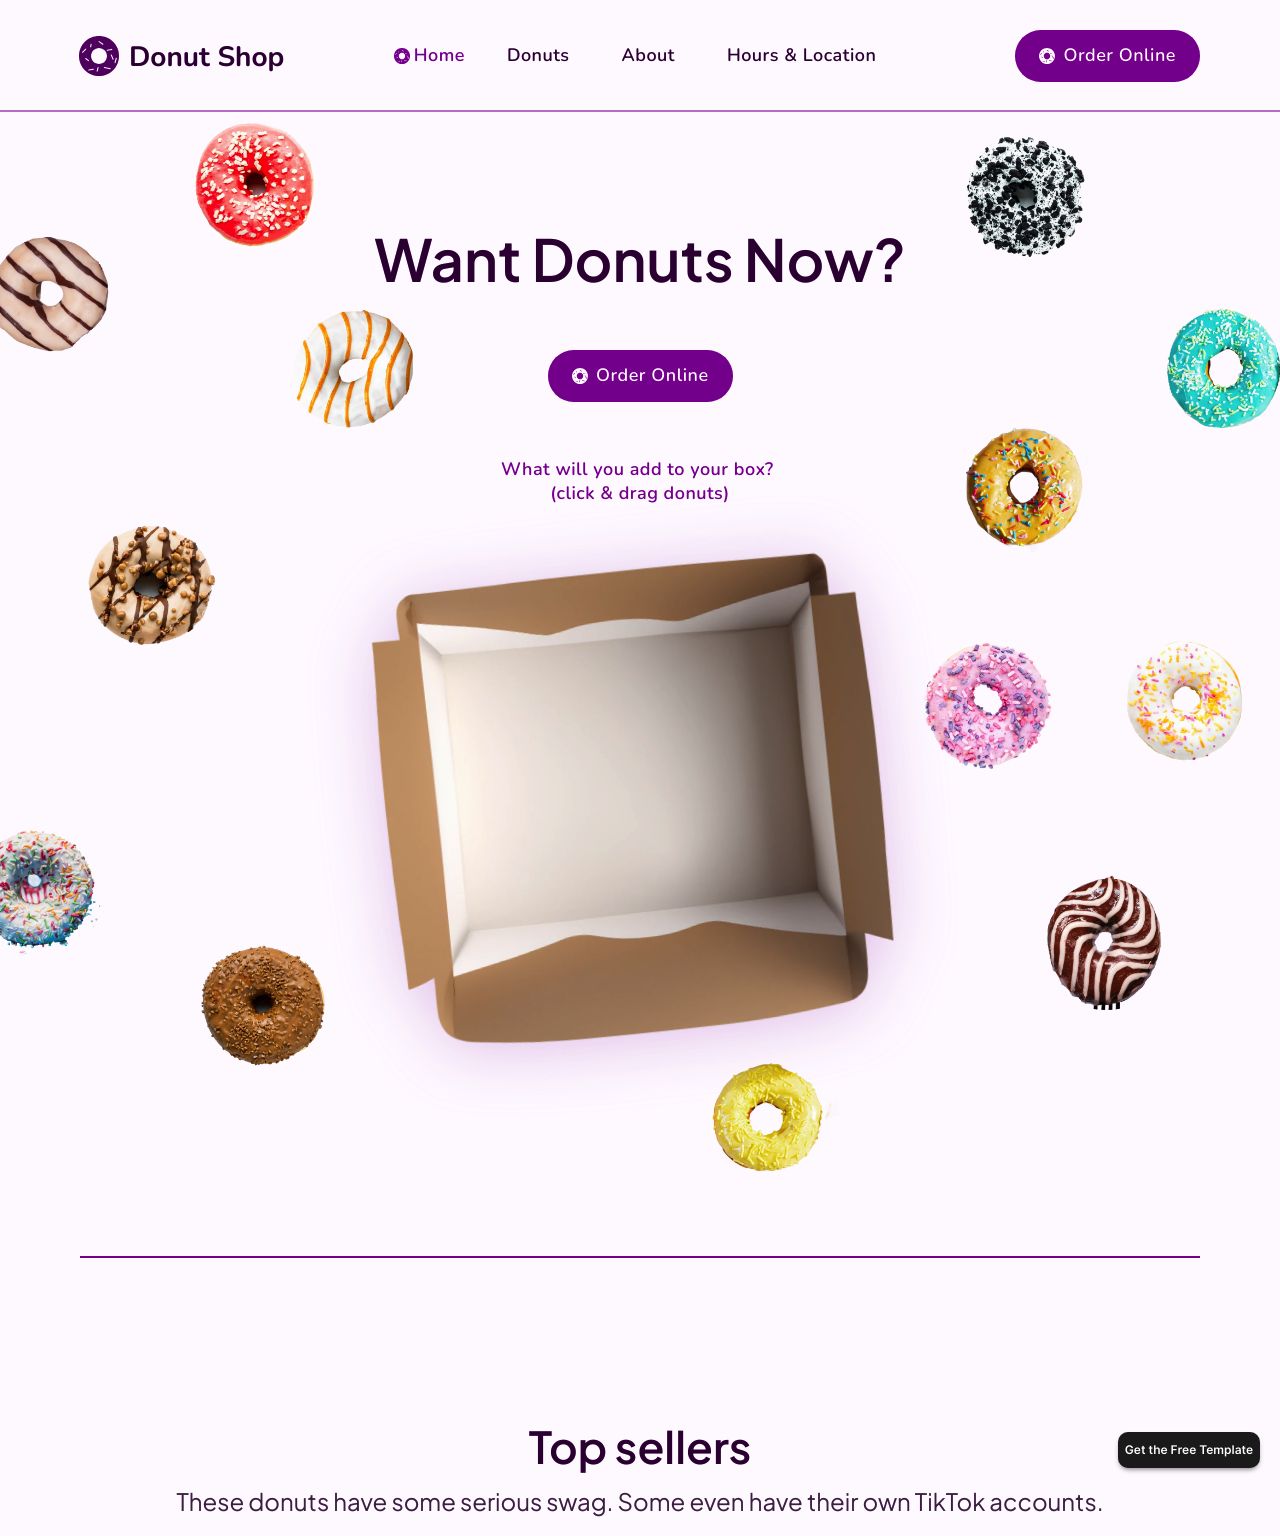 Donut Shop
Home
Donuts
About
Hours & Location
Order Online
Want Donuts Now?
Order Online
What will you add to your box?
(click & drag donuts)
Top sellers
Get the Free Template
These donuts have some serious swag. Some even have their own TikTok accounts.